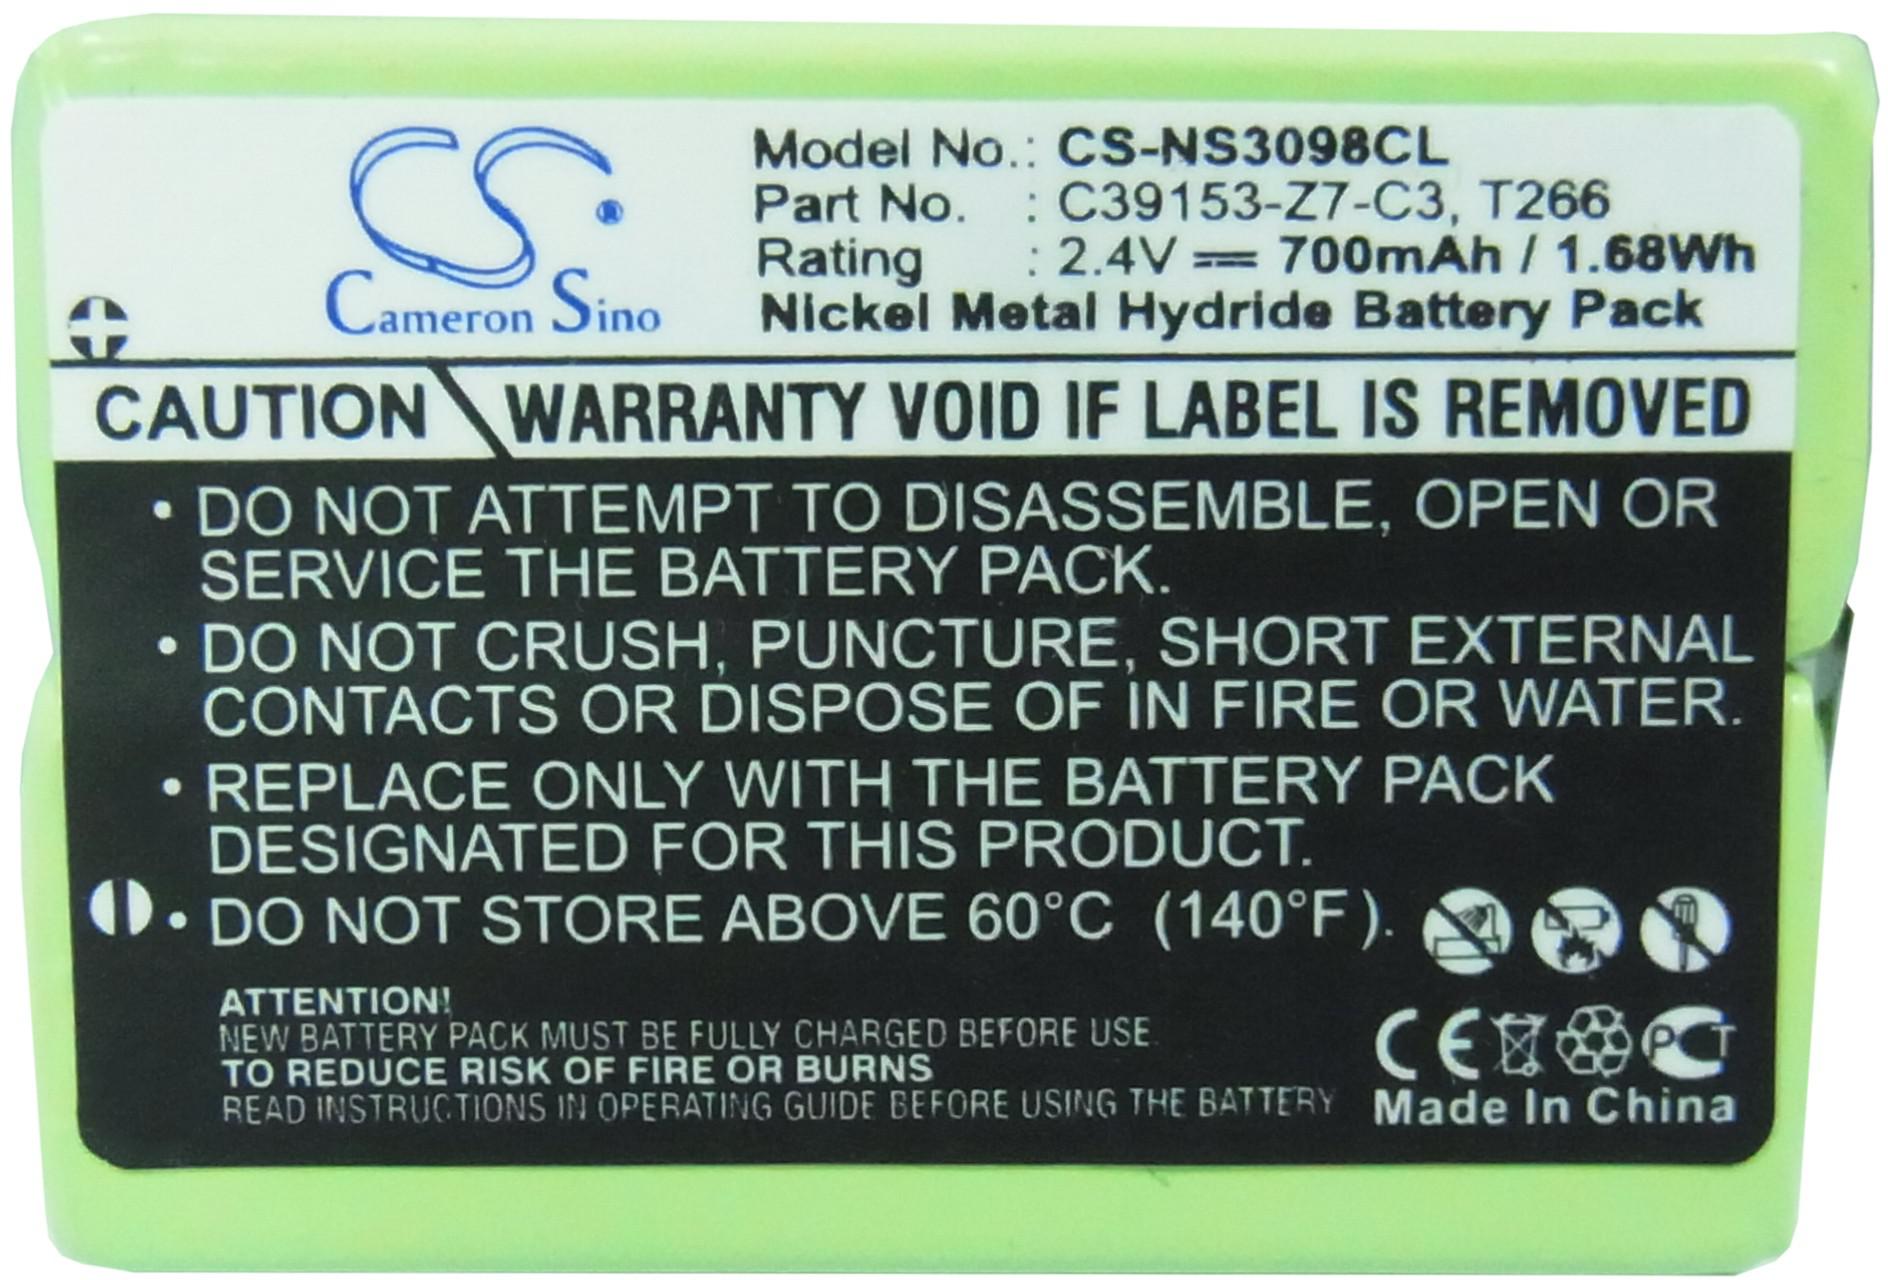 CS®
Cameron Sino
Model No.: CS-NS3098CL
Part No. : C39153-Z7-C3, T266
Rating : 2.4V ⎓ 700mAh / 1.68Wh
Nickel Metal Hydride Battery Pack
CAUTION WARRANTY VOID IF LABEL IS REMOVED
• DO NOT ATTEMPT TO DISASSEMBLE, OPEN OR
SERVICE THE BATTERY PACK.
• DO NOT CRUSH, PUNCTURE, SHORT EXTERNAL
CONTACTS OR DISPOSE OF IN FIRE OR WATER.
• REPLACE ONLY WITH THE BATTERY PACK
DESIGNATED FOR THIS PRODUCT.
• DO NOT STORE ABOVE 60°C (140°F).
ATTENTION!
NEW BATTERY PACK MUST BE FULLY CHARGED BEFORE USE.
TO REDUCE RISK OF FIRE OR BURNS
READ INSTRUCTIONS IN OPERATING GUIDE BEFORE USING THE BATTERY
CE PCT
Made In China